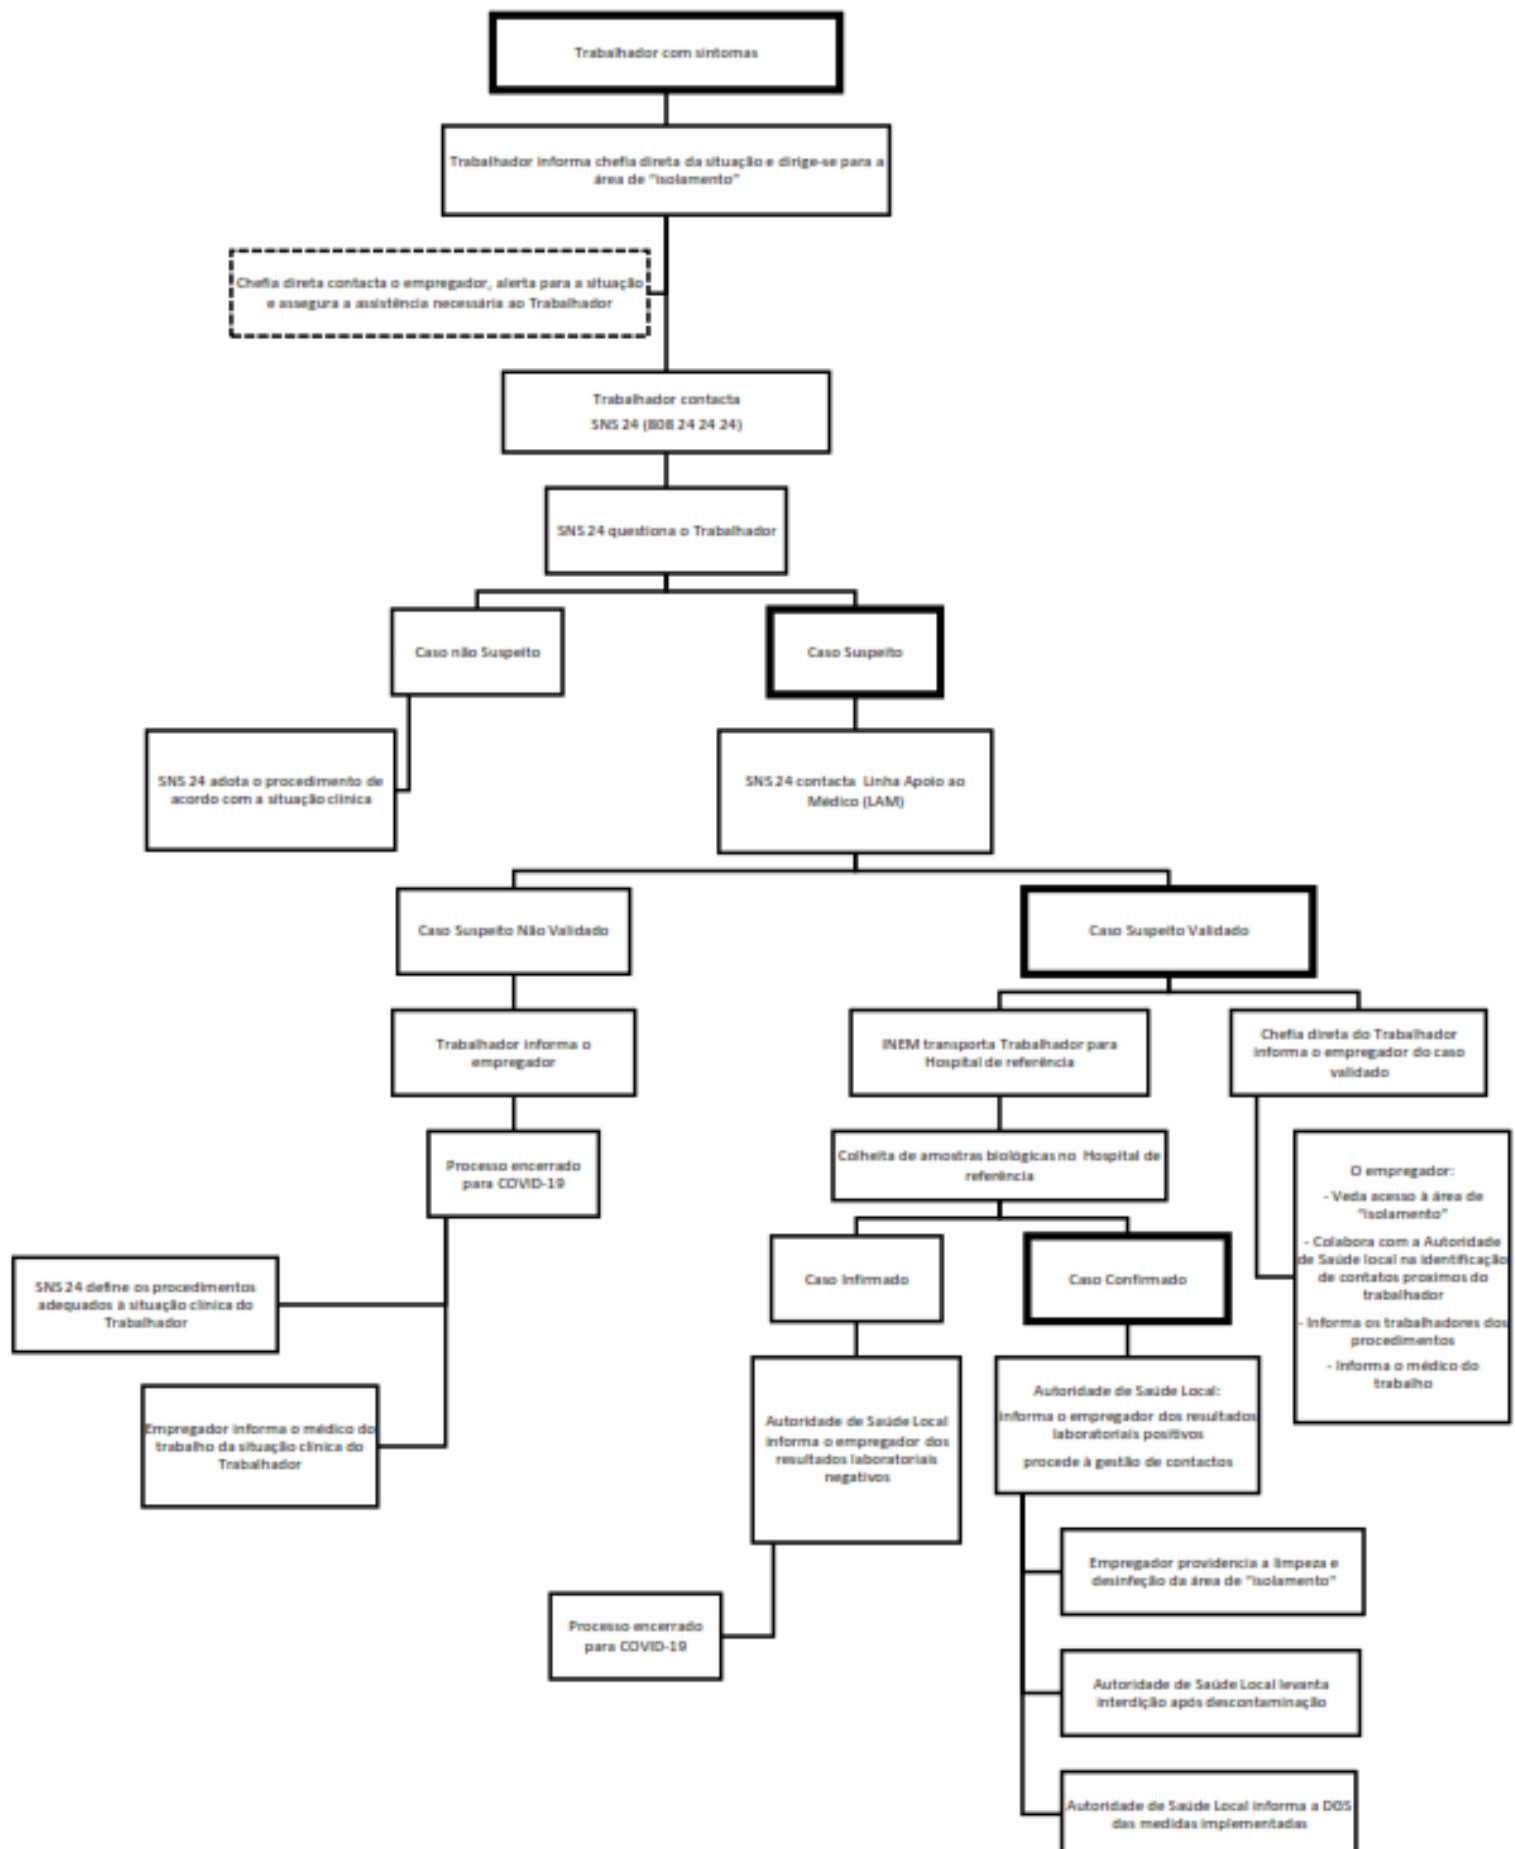 Trabalhador com sintomas
Trabalhador informa chefia direta da situação e dirige-se para a
área de "isolamento"
Chefia direta contacta o empregador, alerta para a situação
e assegura a assistência necessária ao Trabalhador
Trabalhador contacta
SNS 24 (808 24 24 24)
SNS 24 questiona o Trabalhador
Caso não Suspeito
Caso Suspeito
SNS 24 adota o procedimento de
acordo com a situação clínica
SNS 24 contacta Linha Apoio ao
Médico (LAM)
Caso Suspeito Não Validado
Caso Suspeito Validado
Trabalhador informa o
empregador
INEM transporta Trabalhador para
Hospital de referência
Chefia direta do Trabalhador
informa o empregador do caso
validado
Processo encerrado
para COVID-19
Colheita de amostras biológicas no Hospital de
referência
O empregador:
- Veda acesso à área de
"isolamento"
- Colabora com a Autoridade
de Saúde local na identificação
de contatos proximos do
trabalhador
- Informa os trabalhadores dos
procedimentos
- Informa o médico do
trabalho
SNS 24 define os procedimentos
adequados à situação clínica do
Trabalhador
Caso Infirmado
Caso Confirmado
Empregador informa o médico do
trabalho da situação clínica do
Trabalhador
Autoridade de Saúde Local
informa o empregador dos
resultados laboratoriais
negativos
Autoridade de Saúde Local:
informa o empregador dos resultados
laboratoriais positivos
procede à gestão de contactos
Processo encerrado
para COVID-19
Empregador providencia a limpeza e
desinfeção da área de "isolamento"
Autoridade de Saúde Local levanta
interdição após descontaminação
Autoridade de Saúde Local informa a DGS
das medidas implementadas